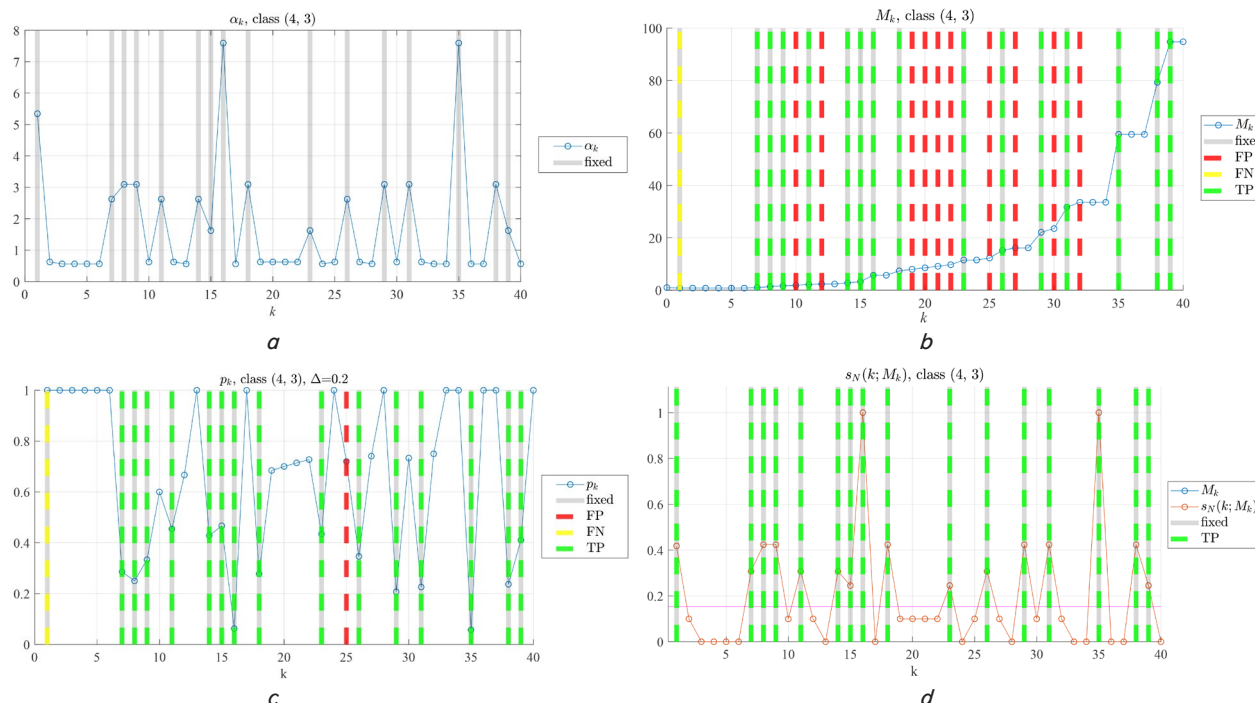 α_k, class (4, 3)
8
7
6
5
4
3
2
1
0
0 5 10 15 20 25 30 35 40
k
α_k
fixed
a
M_k, class (4, 3)
100
80
60
40
20
0
0 5 10 15 20 25 30 35 40
k
M_k
fixe
FP
FN
TP
b
p_k, class (4, 3), Δ=0.2
1
0.8
0.6
0.4
0.2
0
0 5 10 15 20 25 30 35 40
k
p_k
fixed
FP
FN
TP
c
s_N(k; M_k), class (4, 3)
1
0.8
0.6
0.4
0.2
0
5 10 15 20 25 30 35 40
k
M_k
s_N(k; M_k)
fixed
TP
d